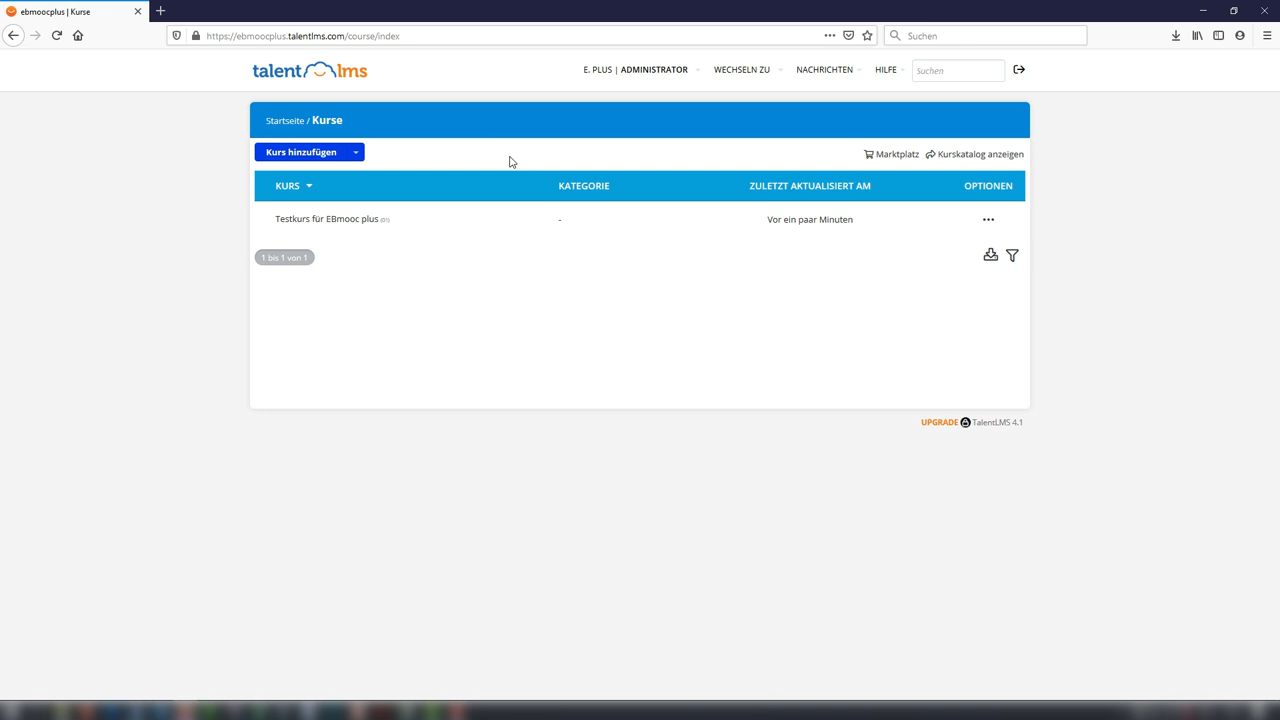 ebmoocplus | Kurse
https://ebmoocplus.talentlms.com/course/index
Suchen
talentlms
E. PLUS | ADMINISTRATOR
WECHSELN ZU
NACHRICHTEN
HILFE
Suchen
Startseite / Kurse
Kurs hinzufügen
Marktplatz
Kurskatalog anzeigen
KURS
KATEGORIE
ZULETZT AKTUALISIERT AM
OPTIONEN
Testkurs für EBmooc plus (01)
-
Vor ein paar Minuten
1 bis 1 von 1
UPGRADE TalentLMS 4.1